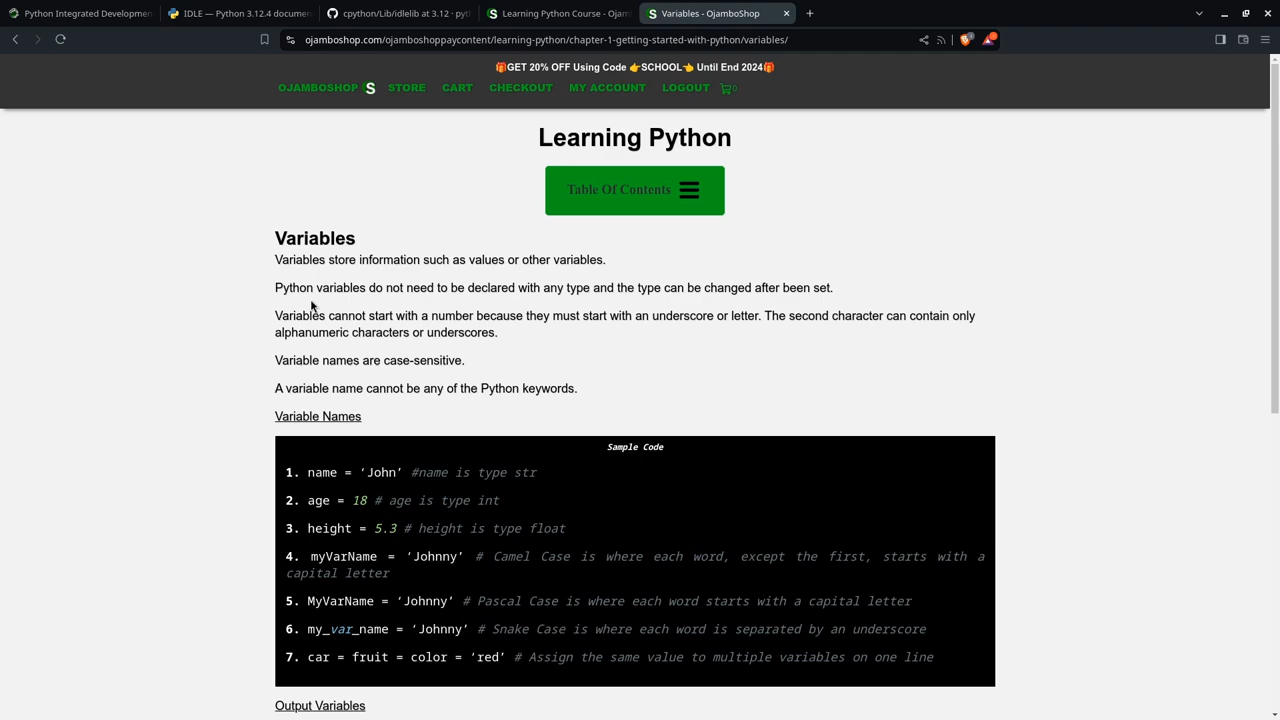 Python Integrated Developmen
IDLE — Python 3.12.4 docume
cpython/Lib/idlelib at 3.12 · pyt
Learning Python Course - Ojam
Variables - OjamboShop
ojamboshop.com/ojamboshoppaycontent/learning-python/chapter-1-getting-started-with-python/variables/
🎁GET 20% OFF Using Code 👉SCHOOL👈 Until End 2024🎁
OJAMBOSHOP S STORE CART CHECKOUT MY ACCOUNT LOGOUT 0
Learning Python
Table Of Contents
Variables
Variables store information such as values or other variables.
Python variables do not need to be declared with any type and the type can be changed after been set.
Variables cannot start with a number because they must start with an underscore or letter. The second character can contain only
alphanumeric characters or underscores.
Variable names are case-sensitive.
A variable name cannot be any of the Python keywords.
Variable Names
Sample Code
1. name = ‘John’ #name is type str
2. age = 18 # age is type int
3. height = 5.3 # height is type float
4. myVarName = ‘Johnny’ # Camel Case is where each word, except the first, starts with a
capital letter
5. MyVarName = ‘Johnny’ # Pascal Case is where each word starts with a capital letter
6. my_var_name = ‘Johnny’ # Snake Case is where each word is separated by an underscore
7. car = fruit = color = ‘red’ # Assign the same value to multiple variables on one line
Output Variables